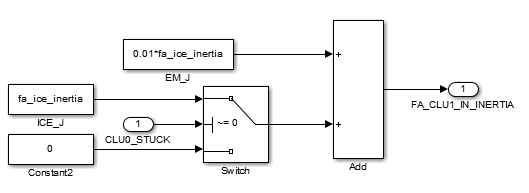 0.01*fa_ice_inertia
+
EM_J
fa_ice_inertia
1
ICE_J
1
~= 0
FA_CLU1_IN_INERTIA
+
CLU0_STUCK
0
Constant2
Switch
Add